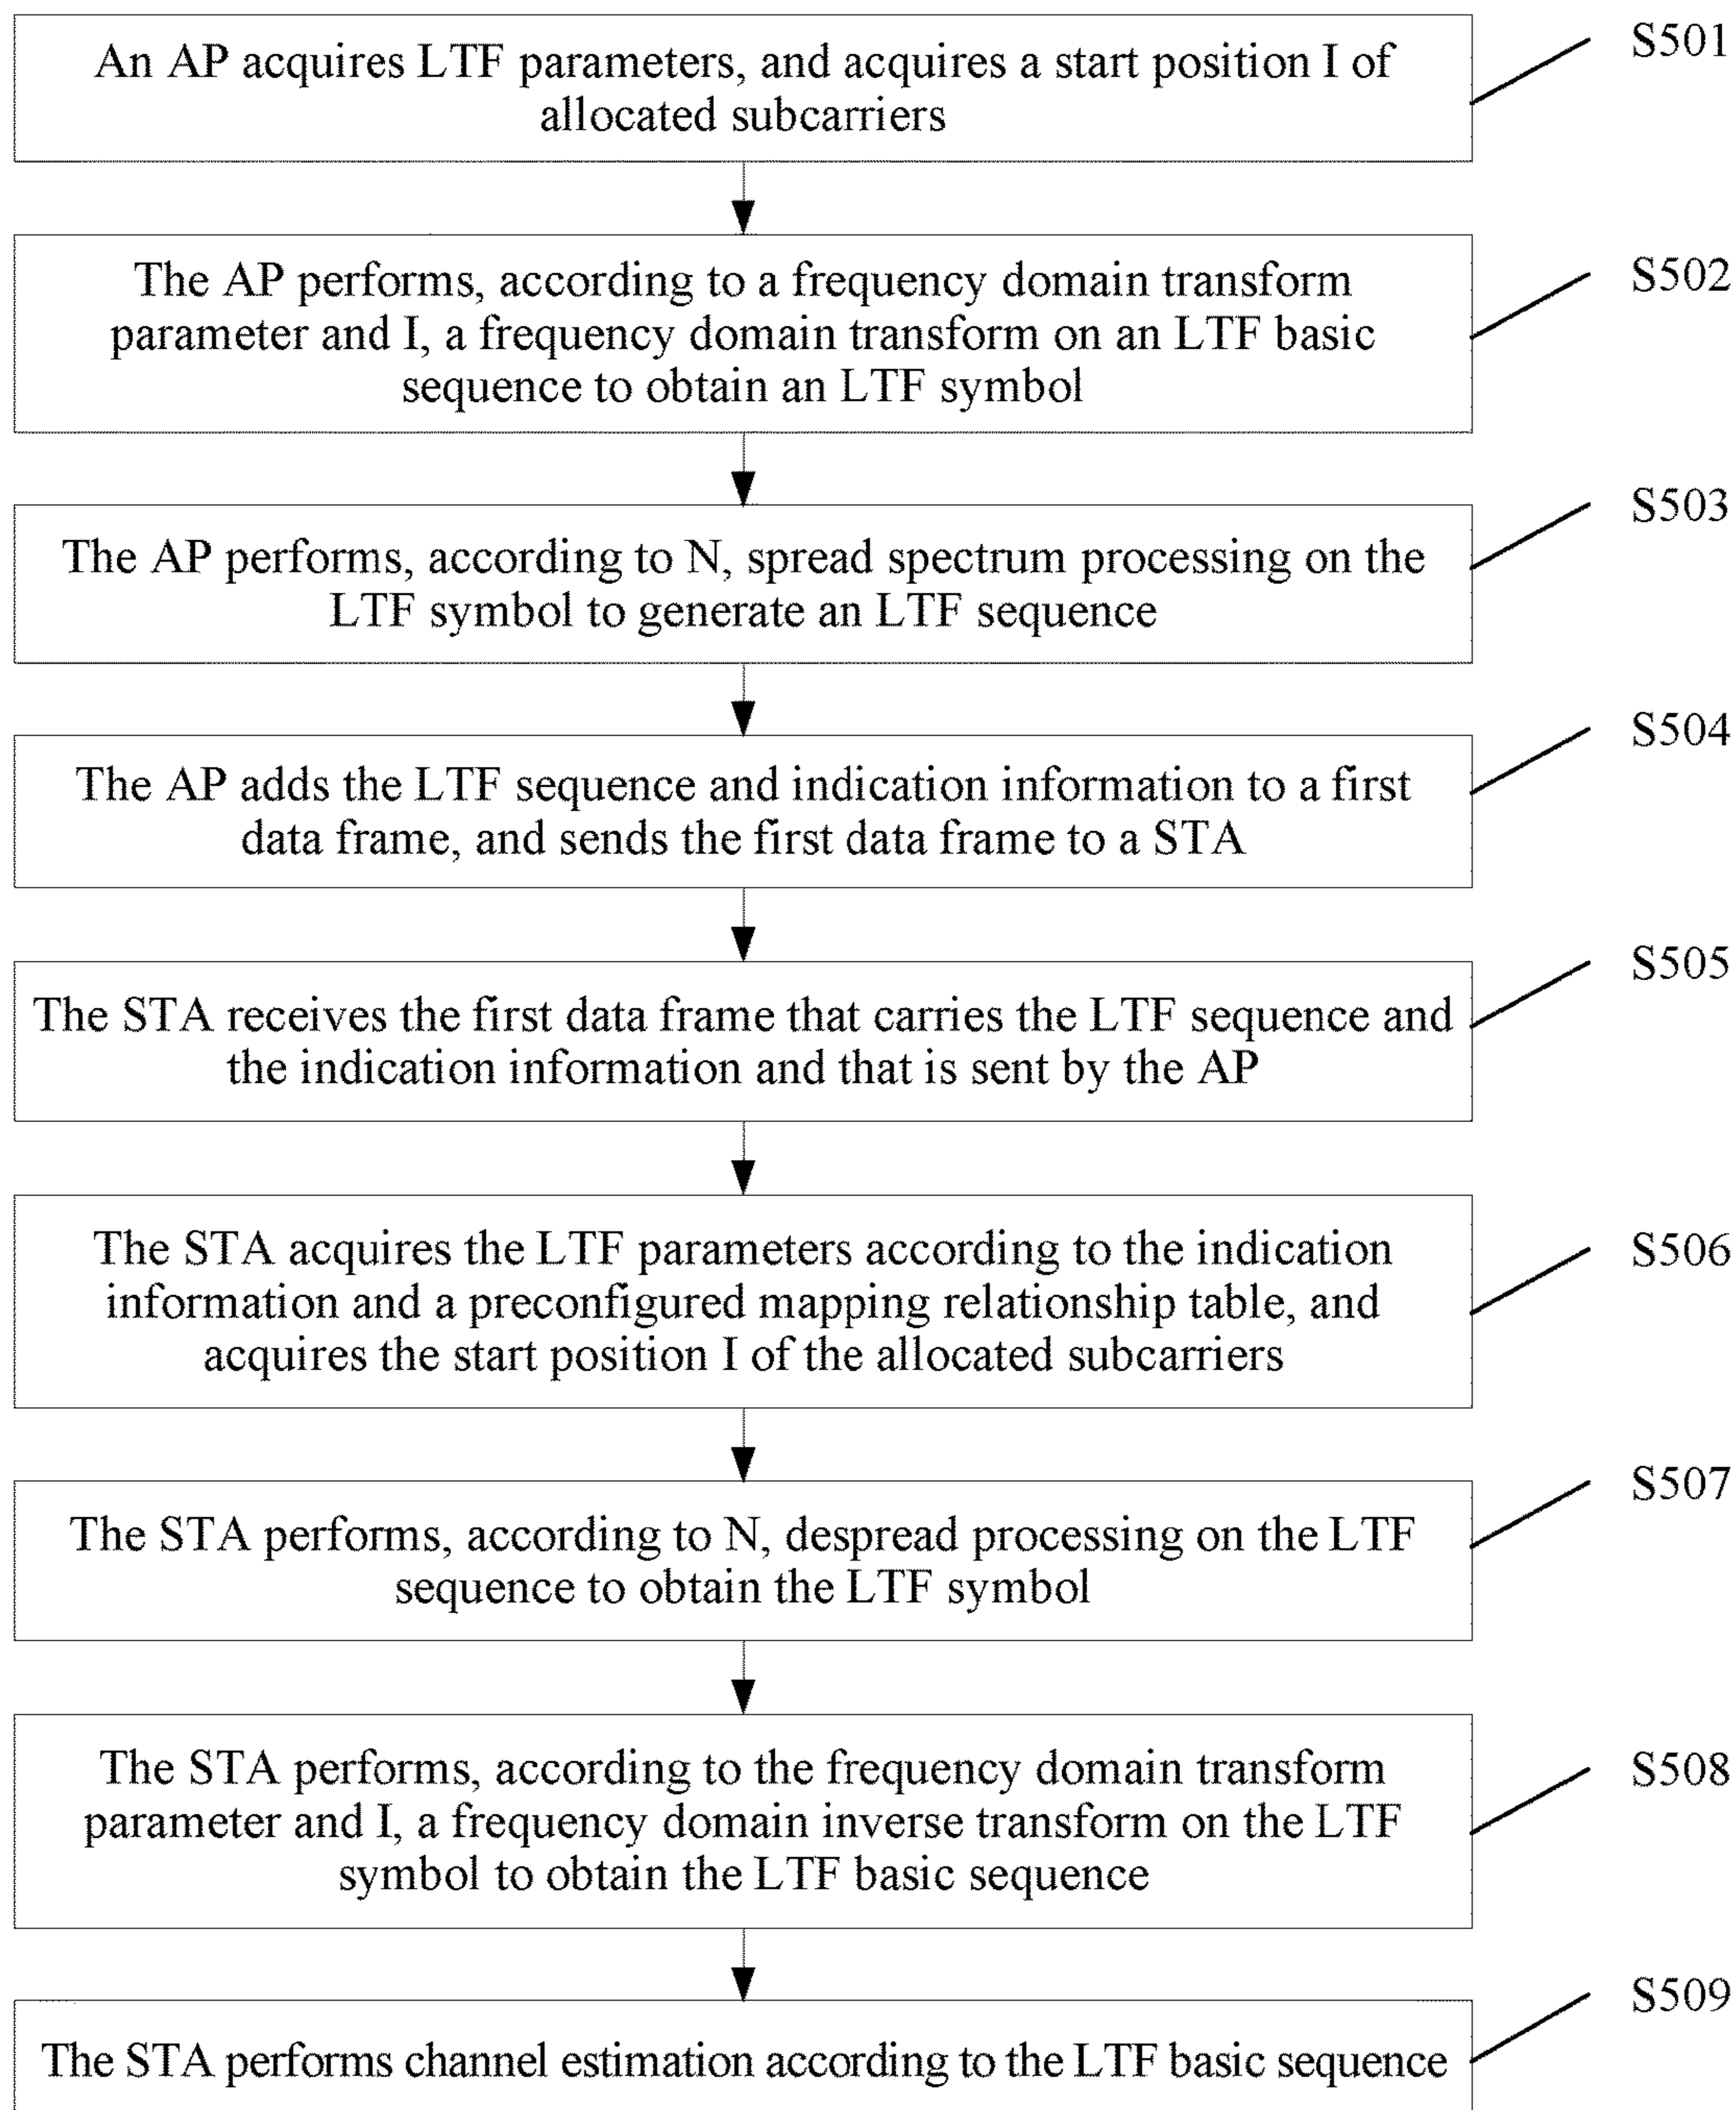 An AP acquires LTF parameters, and acquires a start position I of
allocated subcarriers
S501
The AP performs, according to a frequency domain transform
parameter and I, a frequency domain transform on an LTF basic
sequence to obtain an LTF symbol
S502
The AP performs, according to N, spread spectrum processing on the
LTF symbol to generate an LTF sequence
S503
The AP adds the LTF sequence and indication information to a first
data frame, and sends the first data frame to a STA
S504
The STA receives the first data frame that carries the LTF sequence and
the indication information and that is sent by the AP
S505
The STA acquires the LTF parameters according to the indication
information and a preconfigured mapping relationship table, and
acquires the start position I of the allocated subcarriers
S506
The STA performs, according to N, despread processing on the LTF
sequence to obtain the LTF symbol
S507
The STA performs, according to the frequency domain transform
parameter and I, a frequency domain inverse transform on the LTF
symbol to obtain the LTF basic sequence
S508
The STA performs channel estimation according to the LTF basic sequence
S509